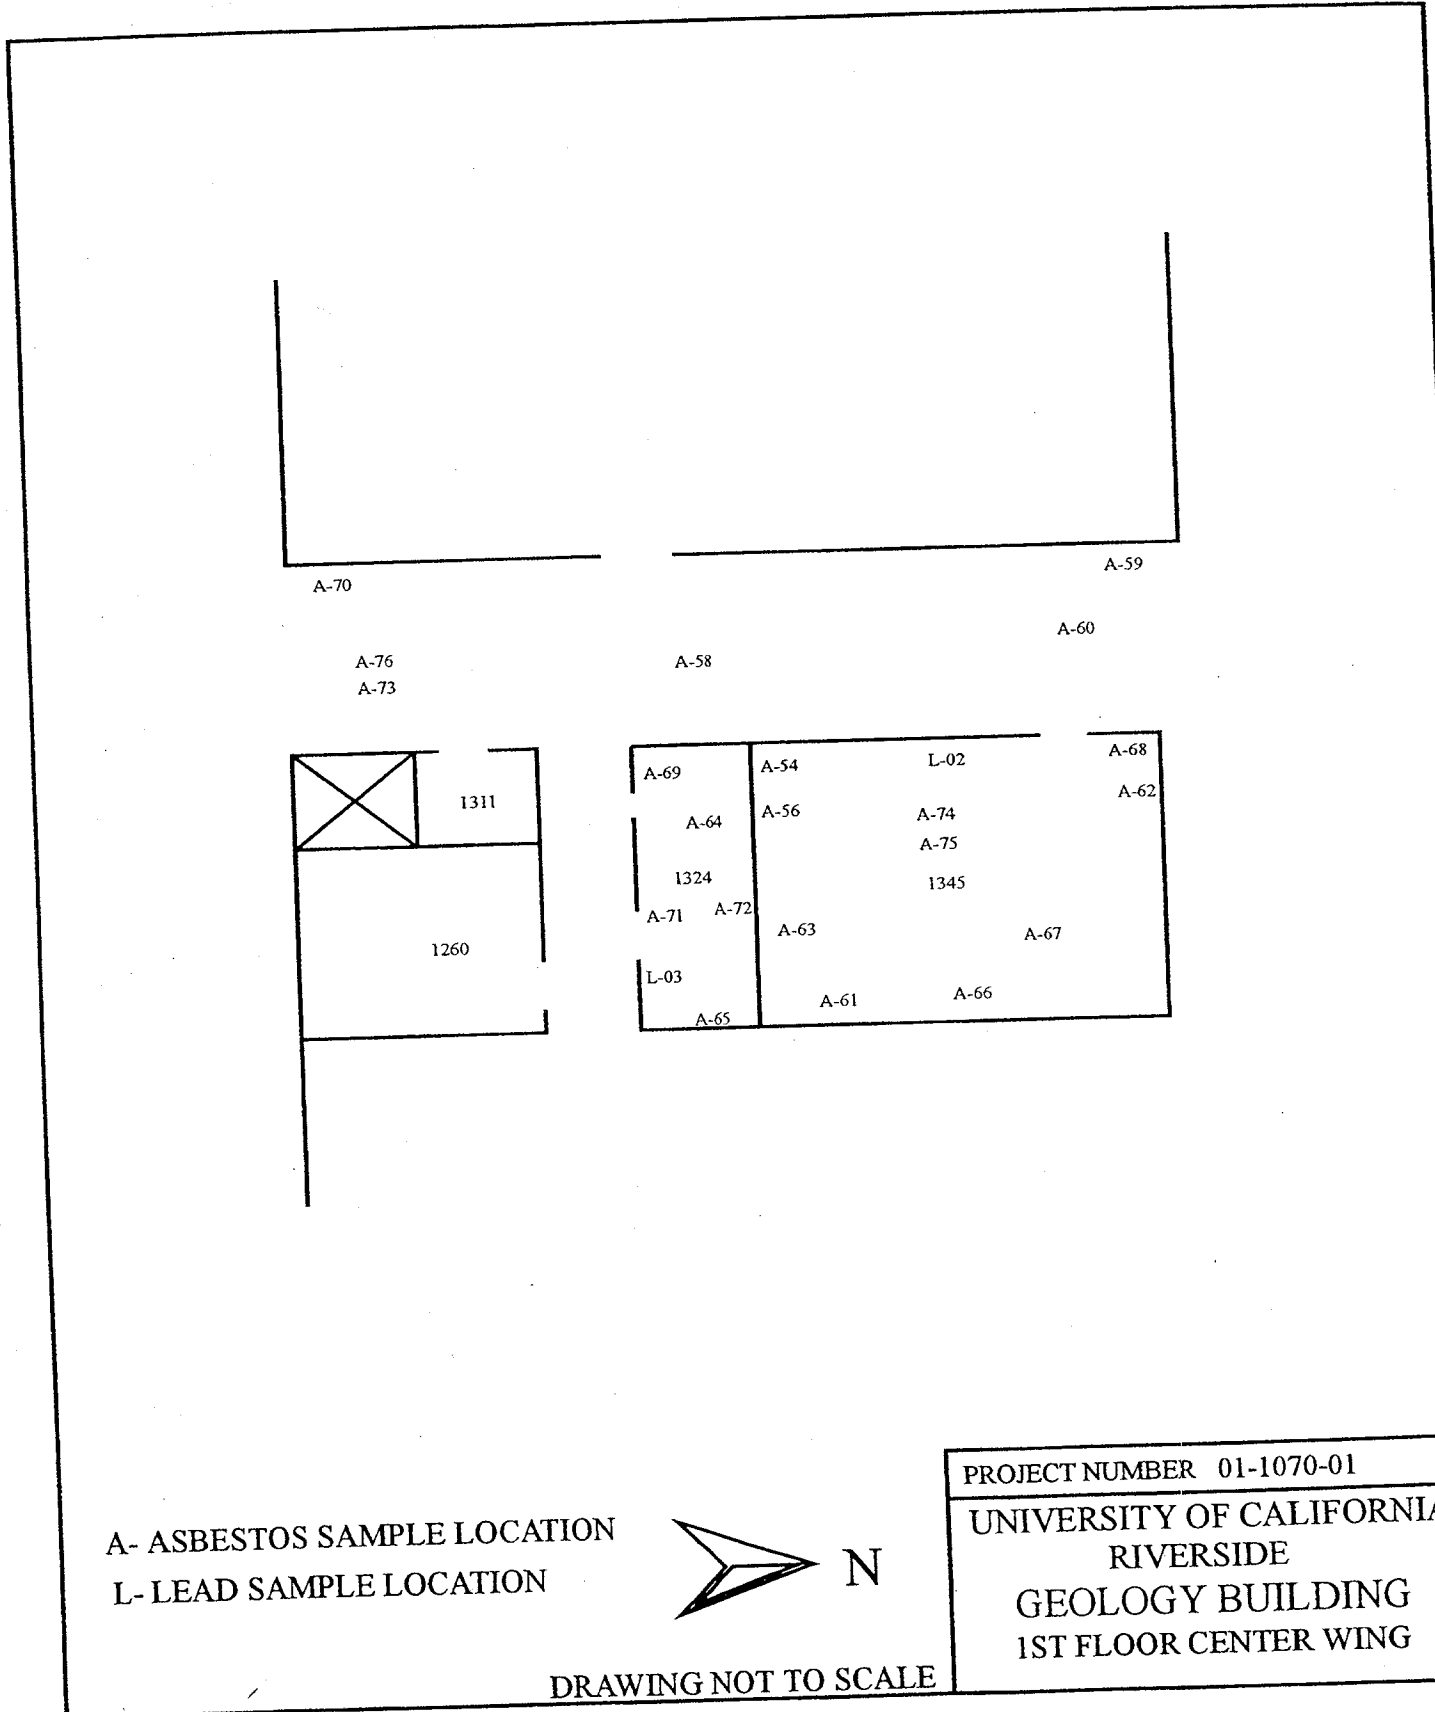 A-70
A-59
A-60
A-76
A-58
A-73
A-69
A-54
L-02
A-68
A-62
1311
A-64
A-56
A-74
A-75
1324
1345
A-71
A-72
A-63
A-67
1260
L-03
A-61
A-66
A-65
PROJECT NUMBER 01-1070-01
UNIVERSITY OF CALIFORNIA
RIVERSIDE
GEOLOGY BUILDING
1ST FLOOR CENTER WING
A- ASBESTOS SAMPLE LOCATION
L- LEAD SAMPLE LOCATION
N
DRAWING NOT TO SCALE